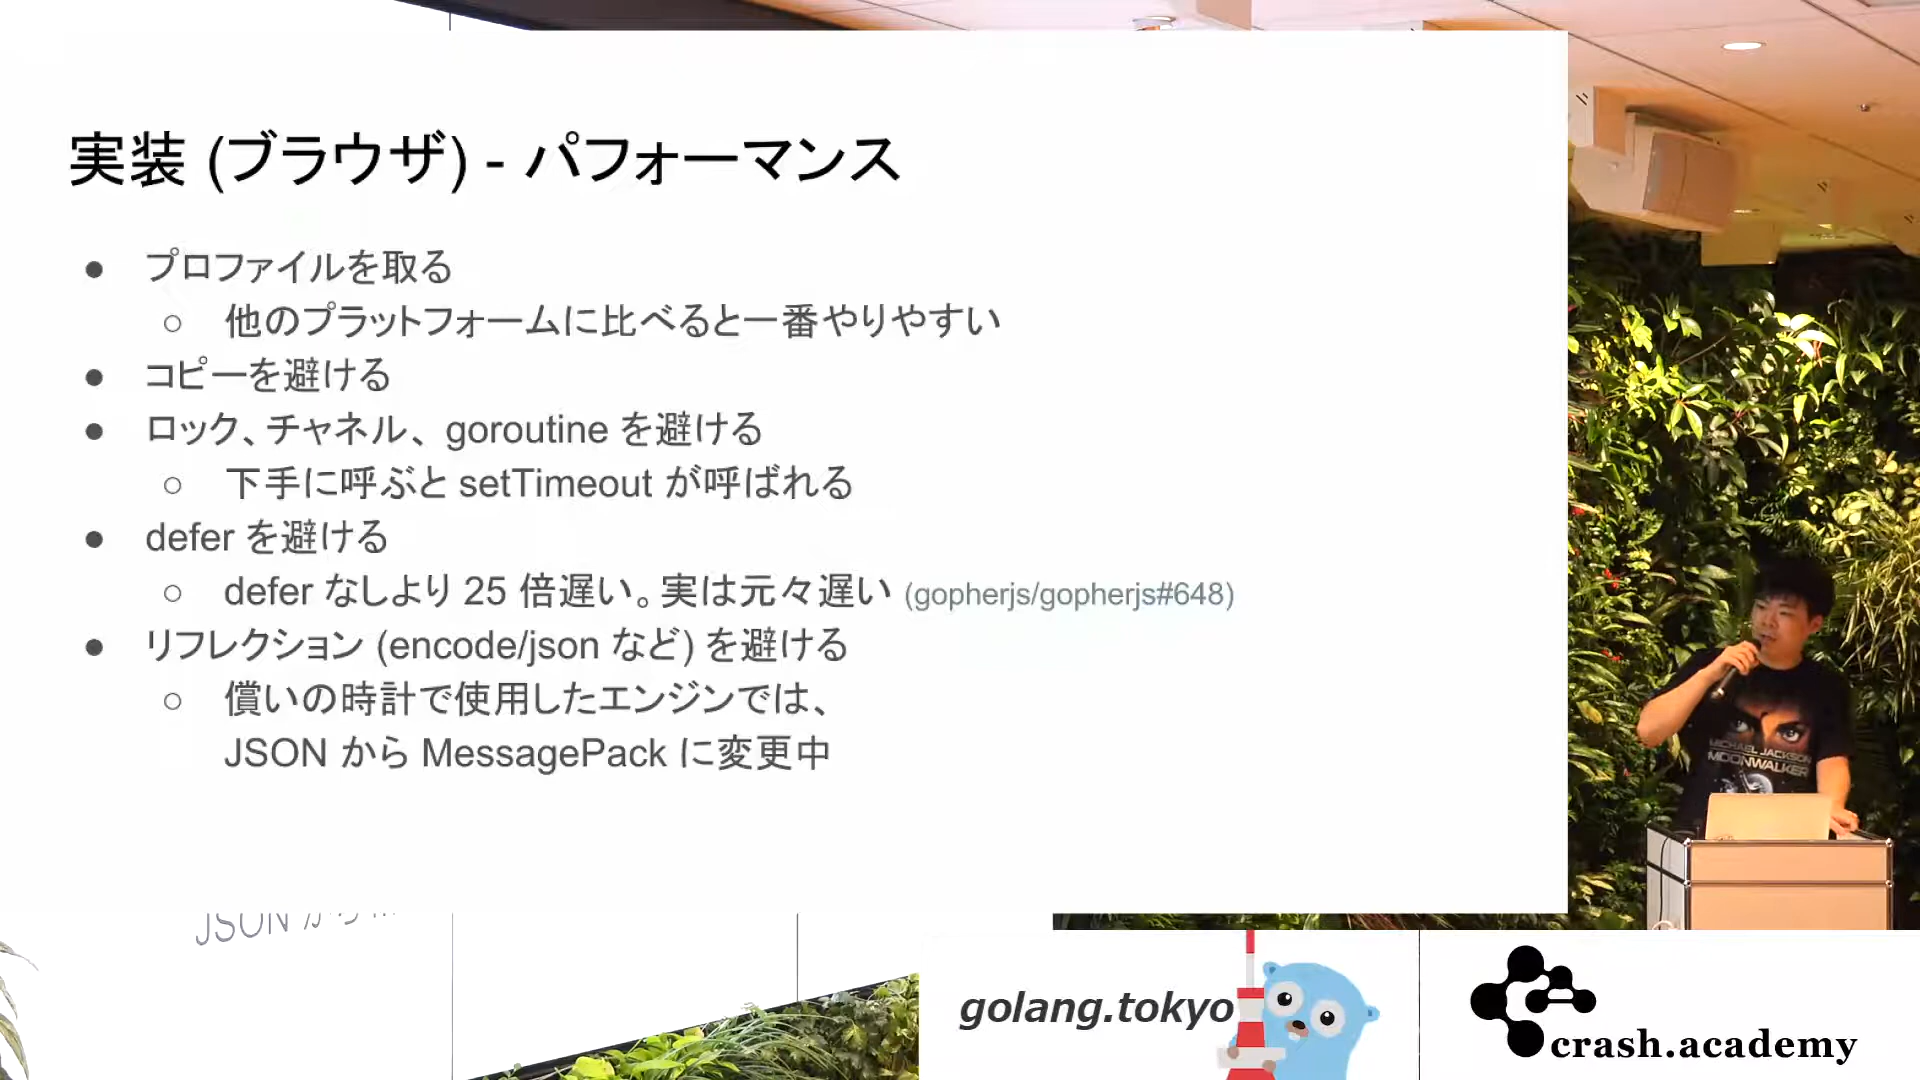 実装 (ブラウザ) - パフォーマンス
● プロファイルを取る
○ 他のプラットフォームに比べると一番やりやすい
● コピーを避ける
● ロック、チャネル、 goroutine を避ける
○ 下手に呼ぶと setTimeout が呼ばれる
● defer を避ける
○ defer なしより 25 倍遅い。実は元々遅い (gopherjs/gopherjs#648)
● リフレクション (encode/json など) を避ける
○ 償いの時計で使用したエンジンでは、
JSON から MessagePack に変更中
MICHAEL JACKSON
MOONWALKER
JSON から
golang.tokyo
crash.academy